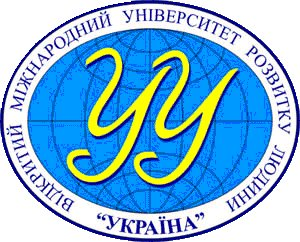 ВІДКРИТИЙ МІЖНАРОДНИЙ УНІВЕРСИТЕТ РОЗВИТКУ ЛЮДИНИ
УУ
“УКРАЇНА”